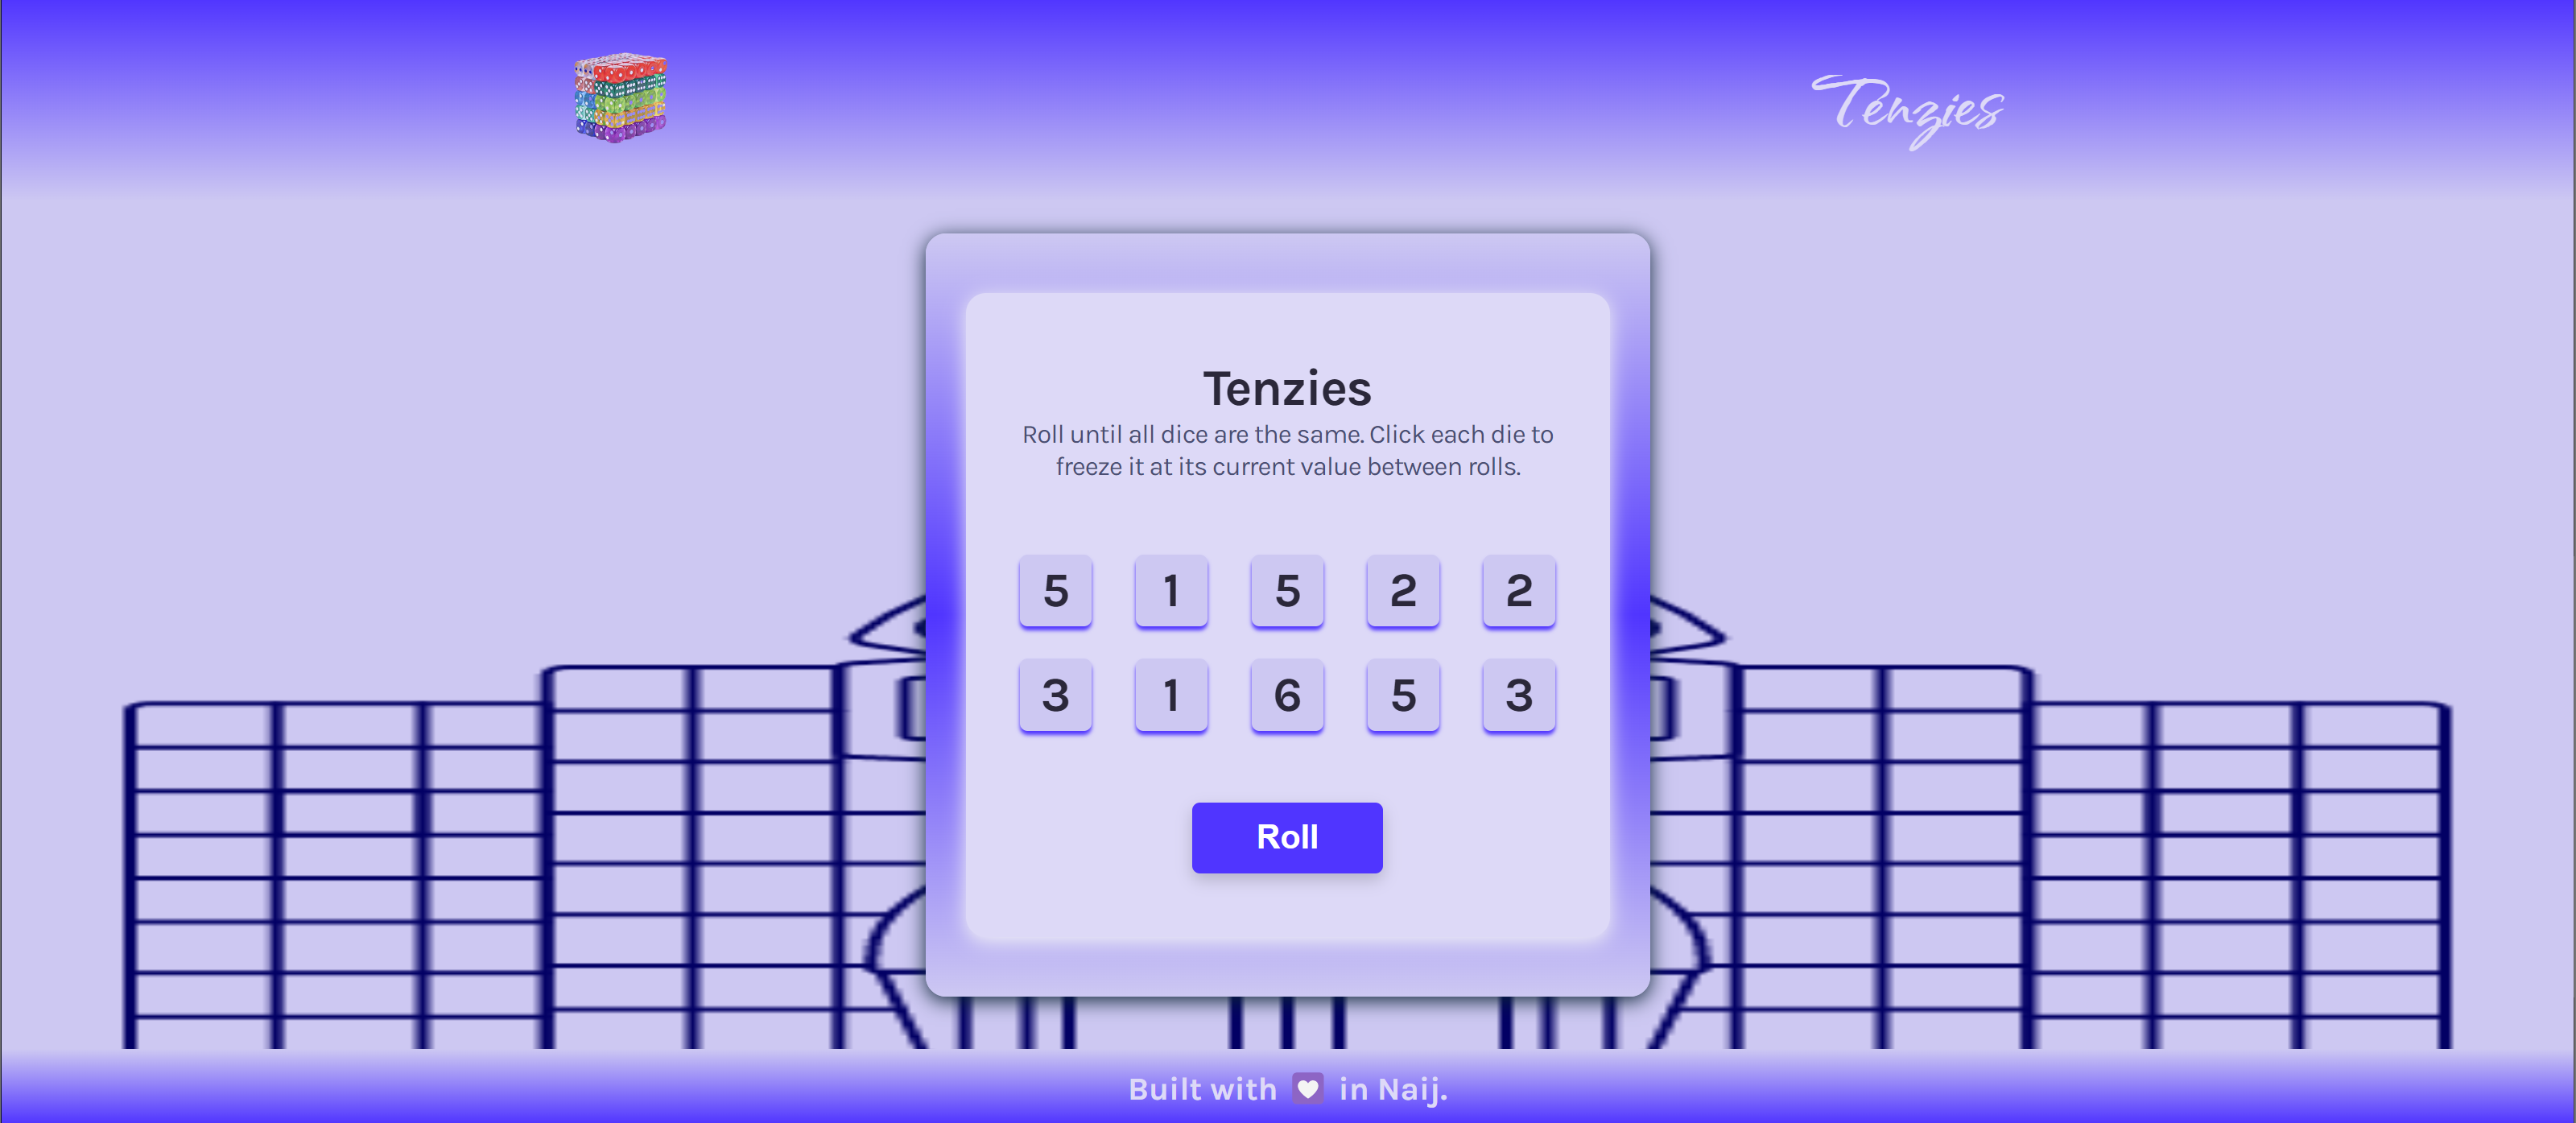 Tenzies
Tenzies
Roll until all dice are the same. Click each die to
freeze it at its current value between rolls.
5 1 5 2 2
3 1 6 5 3
Roll
Built with 💜 in Naij.